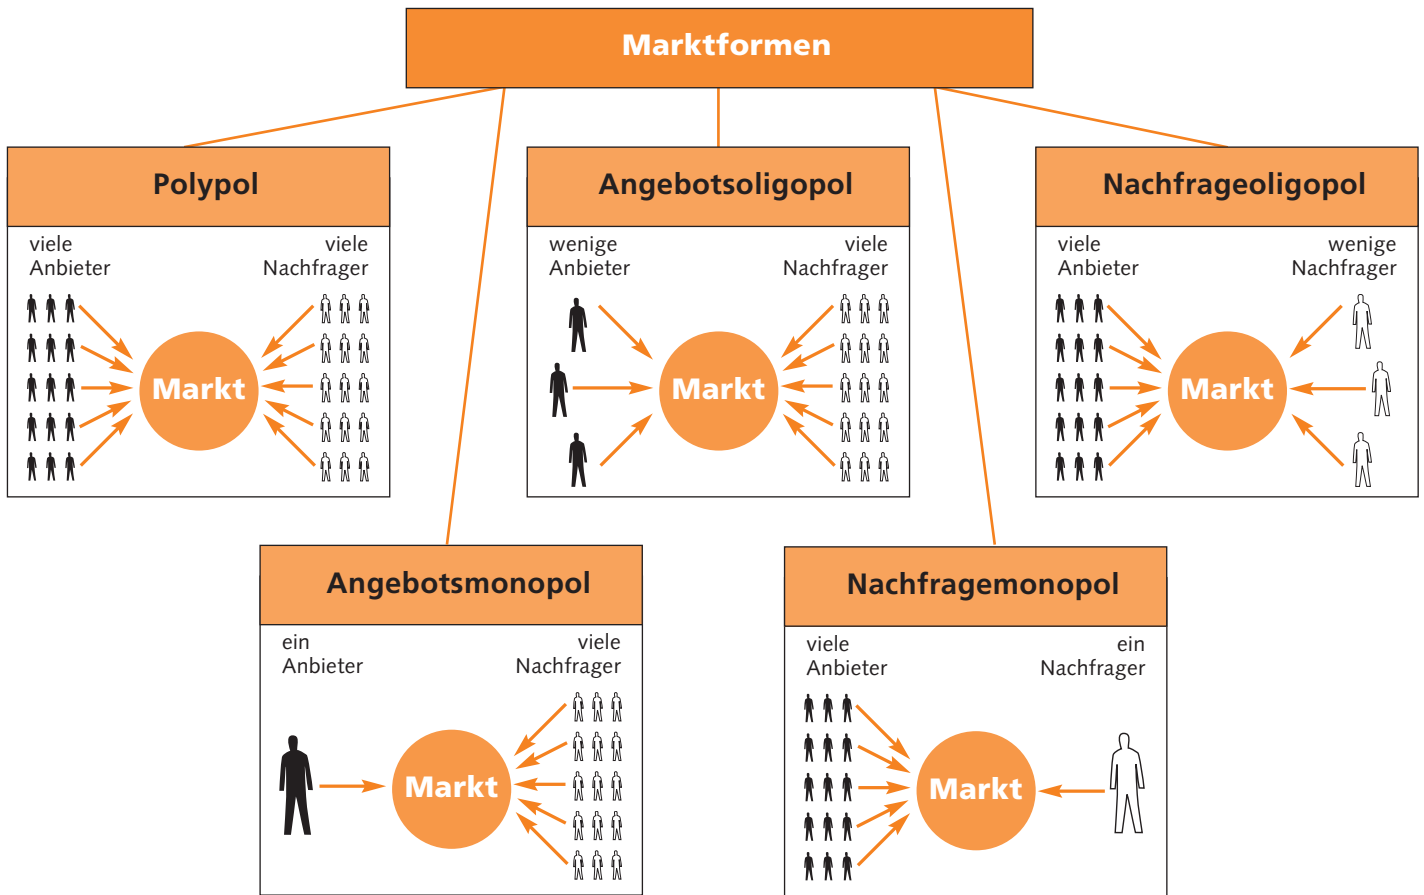 Marktformen
Polypol
viele
Anbieter
viele
Nachfrager
Markt
Angebotsoligopol
wenige
Anbieter
viele
Nachfrager
Markt
Nachfrageoligopol
viele
Anbieter
wenige
Nachfrager
Markt
Angebotsmonopol
ein
Anbieter
viele
Nachfrager
Markt
Nachfragemonopol
viele
Anbieter
ein
Nachfrager
Markt